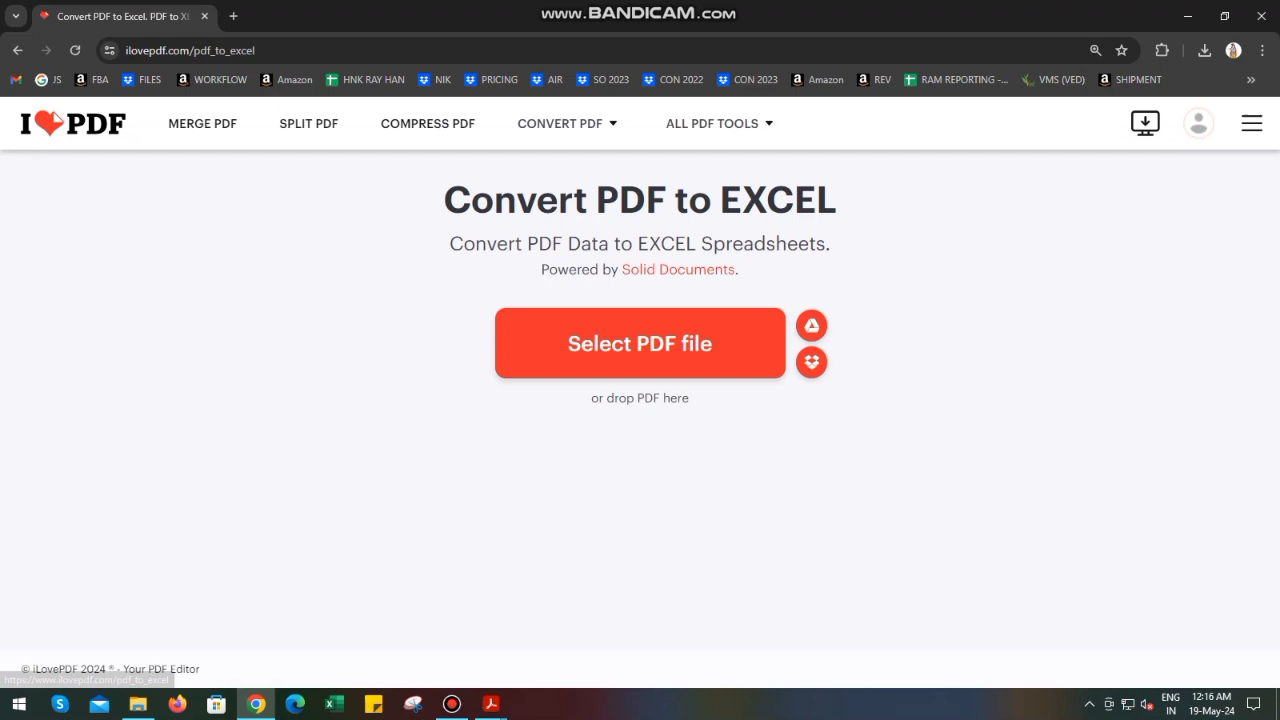 www.BANDICAM.com
Convert PDF to Excel. PDF to XL
ilovepdf.com/pdf_to_excel
JS FBA FILES WORKFLOW Amazon HNK RAY HAN NIK PRICING AIR SO 2023 CON 2022 CON 2023 Amazon REV RAM REPORTING -... VMS (VED) SHIPMENT »
I PDF MERGE PDF SPLIT PDF COMPRESS PDF CONVERT PDF ALL PDF TOOLS
Convert PDF to EXCEL
Convert PDF Data to EXCEL Spreadsheets.
Powered by Solid Documents.
Select PDF file
or drop PDF here
© iLovePDF 2024 ® - Your PDF Editor
https://www.ilovepdf.com/pdf_to_excel
ENG 12:16 AM
IN 19-May-24